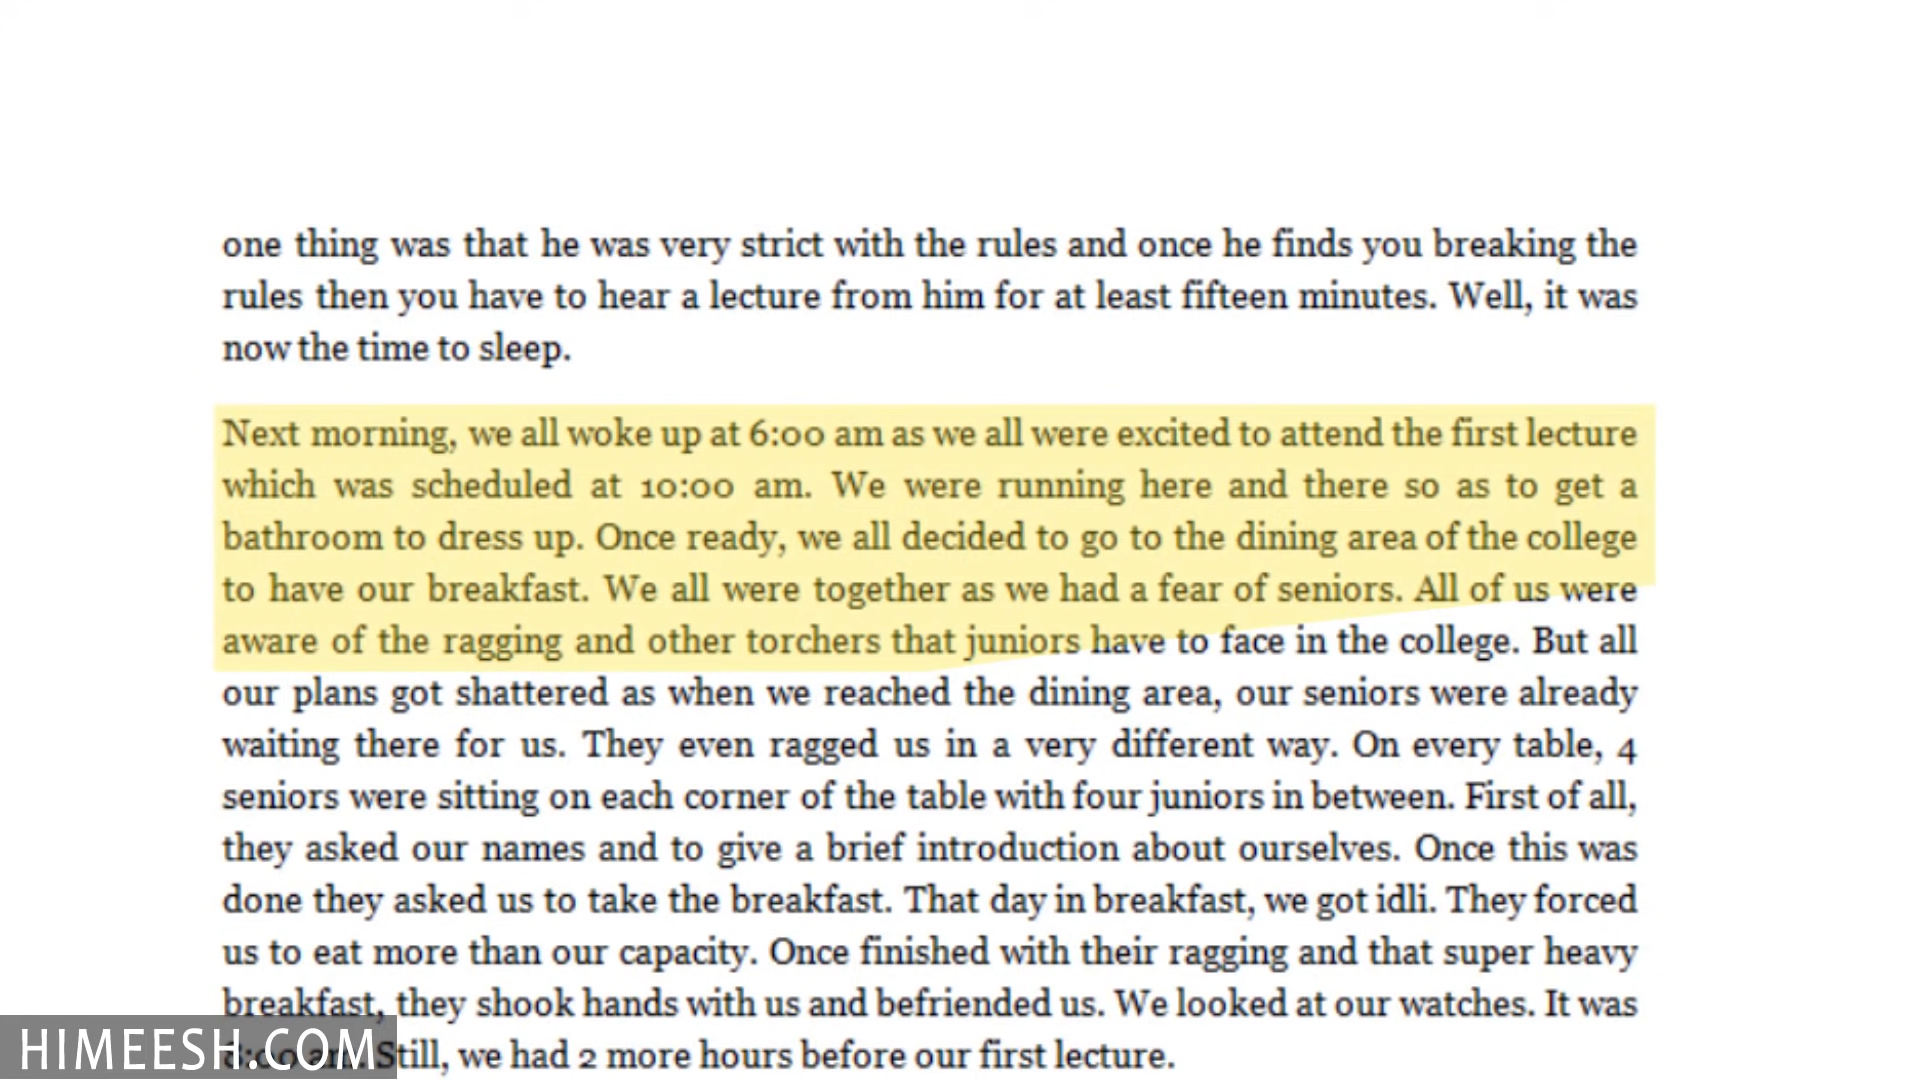 one thing was that he was very strict with the rules and once he finds you breaking the
rules then you have to hear a lecture from him for at least fifteen minutes. Well, it was
now the time to sleep.
Next morning, we all woke up at 6:00 am as we all were excited to attend the first lecture
which was scheduled at 10:00 am. We were running here and there so as to get a
bathroom to dress up. Once ready, we all decided to go to the dining area of the college
to have our breakfast. We all were together as we had a fear of seniors. All of us were
aware of the ragging and other torchers that juniors have to face in the college. But all
our plans got shattered as when we reached the dining area, our seniors were already
waiting there for us. They even ragged us in a very different way. On every table, 4
seniors were sitting on each corner of the table with four juniors in between. First of all,
they asked our names and to give a brief introduction about ourselves. Once this was
done they asked us to take the breakfast. That day in breakfast, we got idli. They forced
us to eat more than our capacity. Once finished with their ragging and that super heavy
breakfast, they shook hands with us and befriended us. We looked at our watches. It was
8:00 am. Still, we had 2 more hours before our first lecture.
HIMEESH.COM